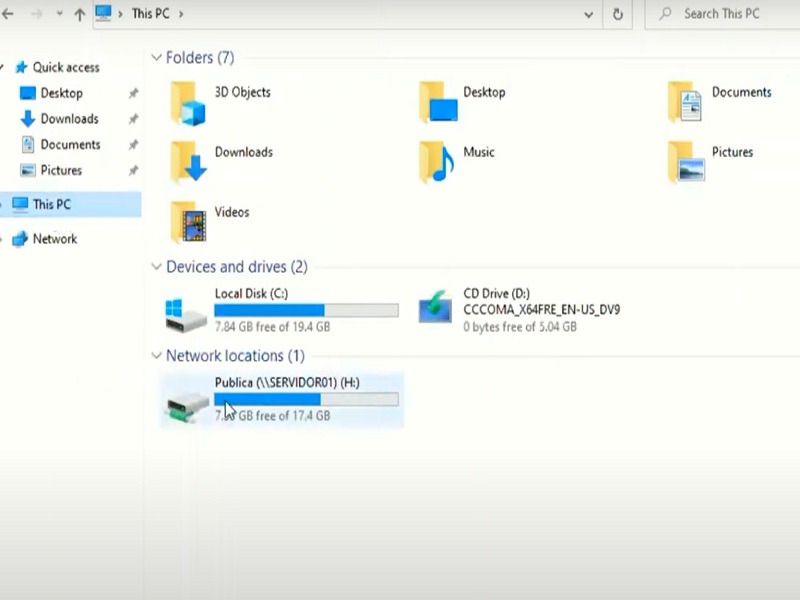 This PC
Search This PC
Quick access
Desktop
Downloads
Documents
Pictures
This PC
Network
Folders (7)
3D Objects
Desktop
Documents
Downloads
Music
Pictures
Videos
Devices and drives (2)
Local Disk (C:)
7.84 GB free of 19.4 GB
CD Drive (D:)
CCCOMA_X64FRE_EN-US_DV9
0 bytes free of 5.04 GB
Network locations (1)
Publica (\\SERVIDOR01) (H:)
GB free of 17.4 GB